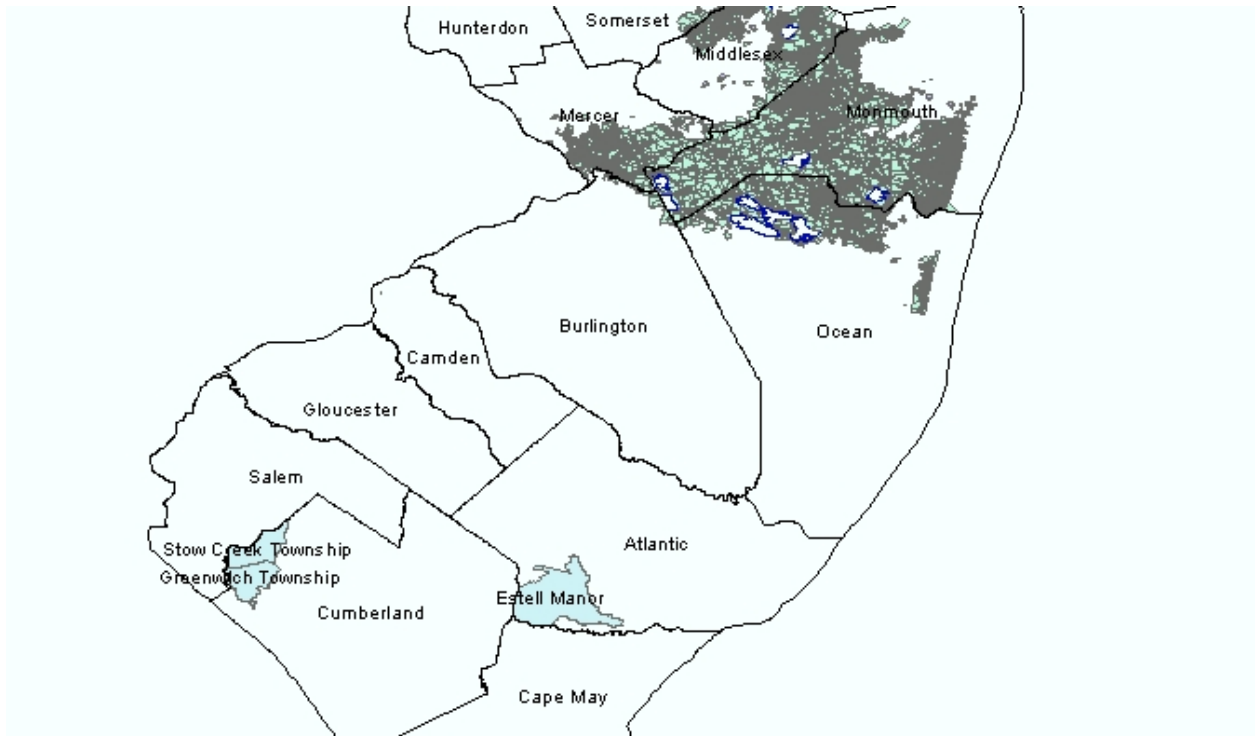 Somerset
Hunterdon
Middlesex
Monmouth
Mercer
Burlington
Ocean
Camden
Gloucester
Salem
Atlantic
Stow Creek Township
Greenwich Township
Estell Manor
Cumberland
Cape May